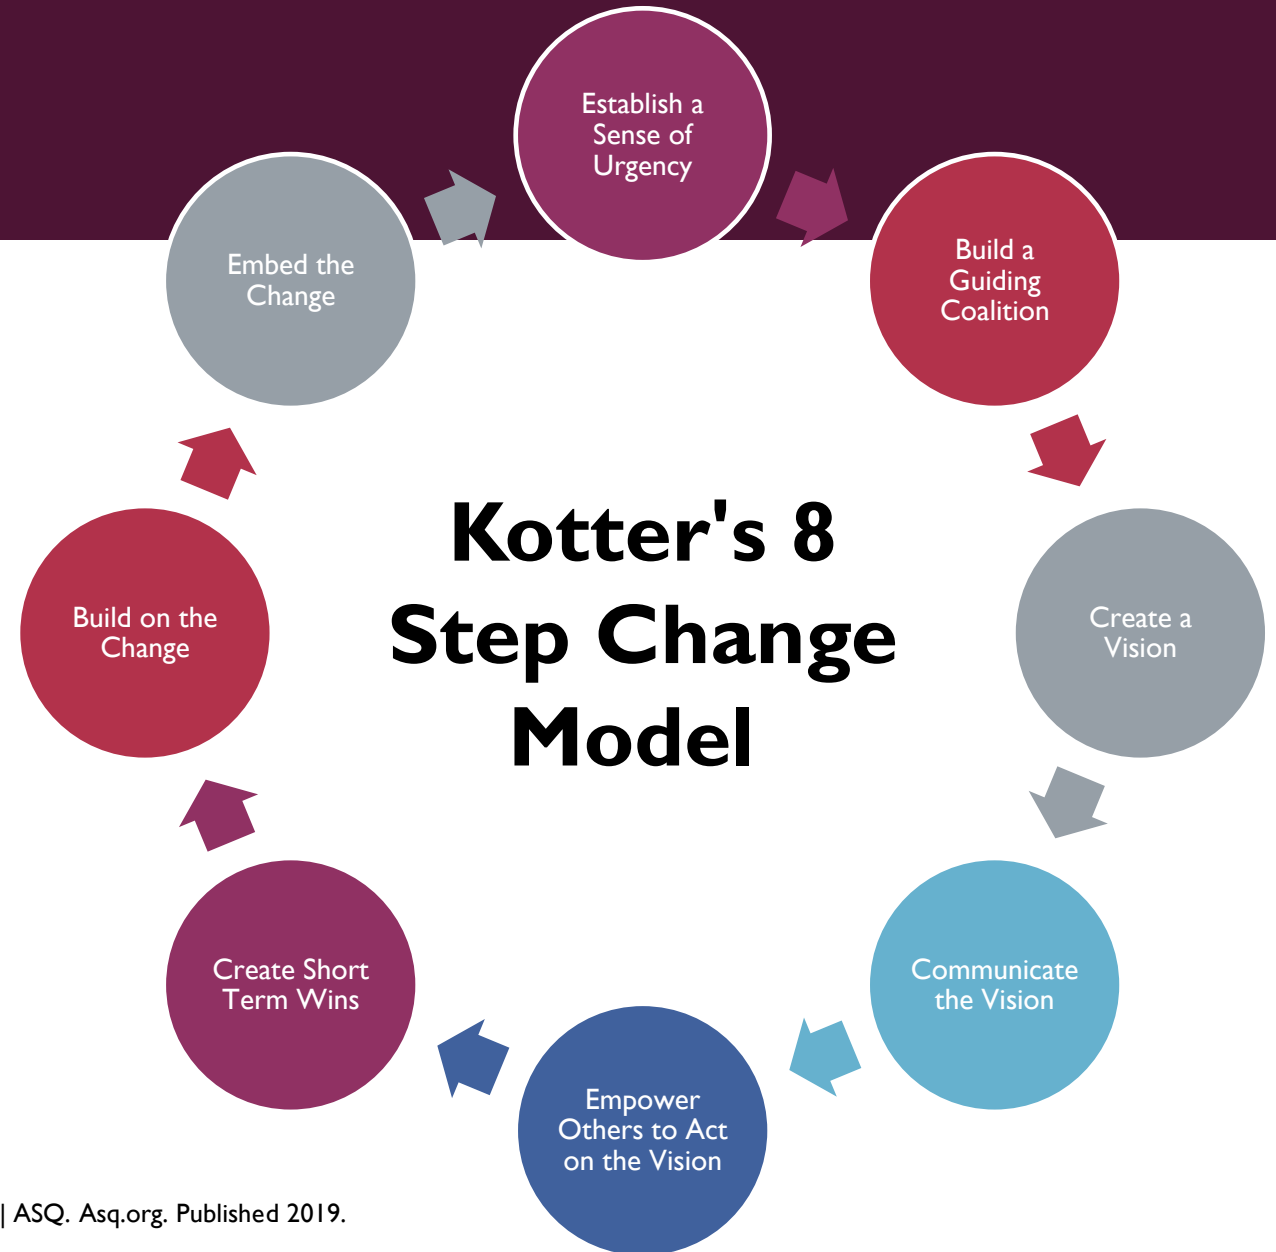 Establish a
Sense of
Urgency
Build a
Guiding
Coalition
Create a
Vision
Communicate
the Vision
Empower
Others to Act
on the Vision
Create Short
Term Wins
Build on the
Change
Embed the
Change
Kotter's 8
Step Change
Model
| ASQ. Asq.org. Published 2019.